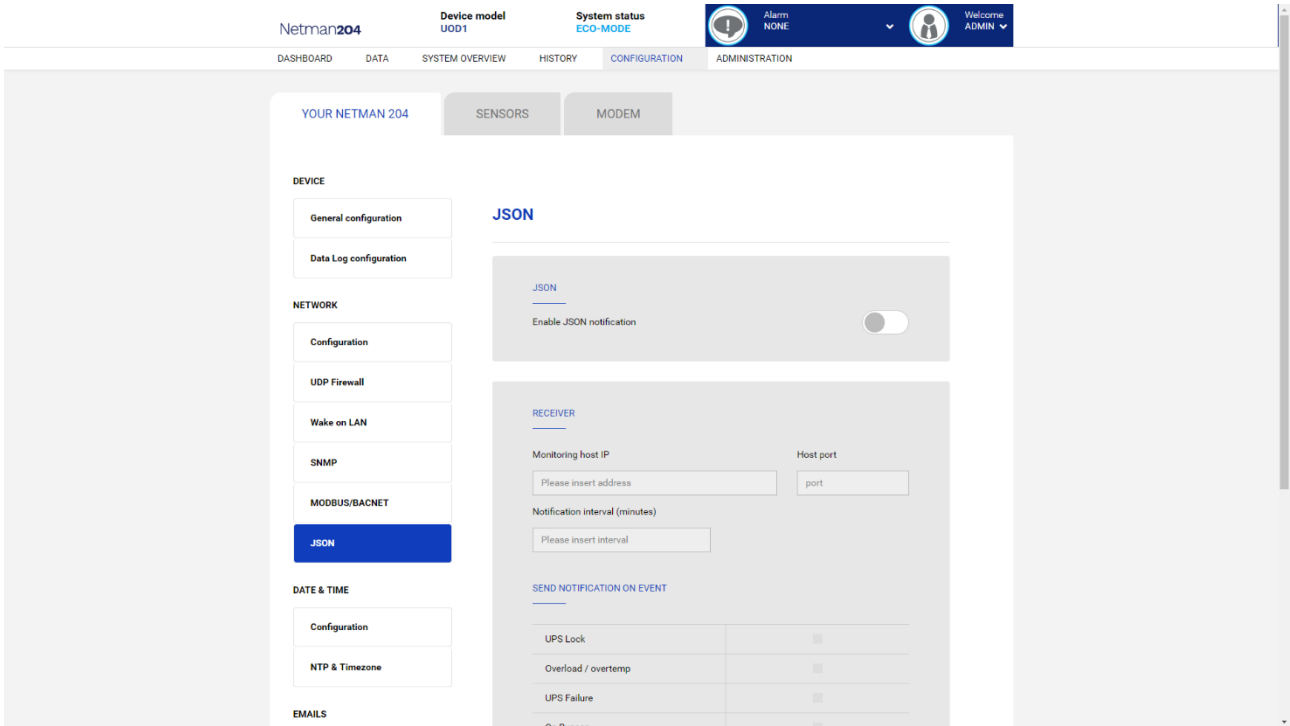 Netman204
Device model
UOD1
System status
ECO-MODE
Alarm
NONE
Welcome
ADMIN
DASHBOARD DATA SYSTEM OVERVIEW HISTORY CONFIGURATION ADMINISTRATION
YOUR NETMAN 204 SENSORS MODEM
DEVICE
General configuration
Data Log configuration
NETWORK
Configuration
UDP Firewall
Wake on LAN
SNMP
MODBUS/BACNET
JSON
DATE & TIME
Configuration
NTP & Timezone
EMAILS
JSON
JSON
Enable JSON notification
RECEIVER
Monitoring host IP Host port
Please insert address port
Notification interval (minutes)
Please insert interval
SEND NOTIFICATION ON EVENT
UPS Lock
Overload / overtemp
UPS Failure